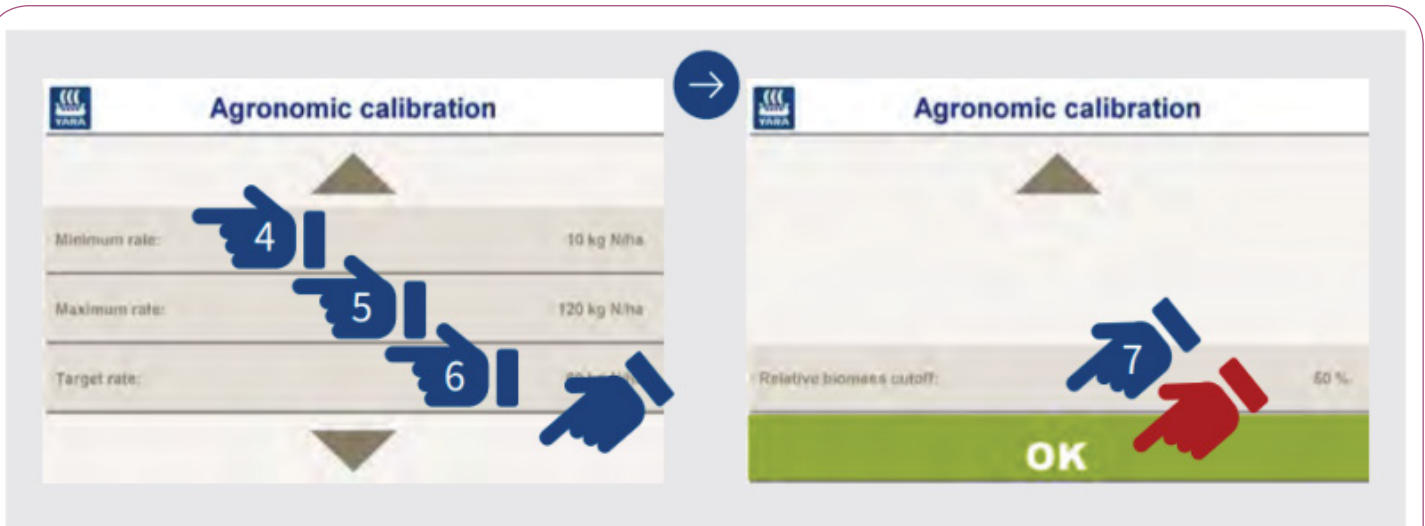 YARA
Agronomic calibration
Minimum rate: 4 10 kg N/ha
Maximum rate: 5 120 kg N/ha
Target rate: 6
YARA
Agronomic calibration
Relative biomass cutoff: 7 50 %
OK